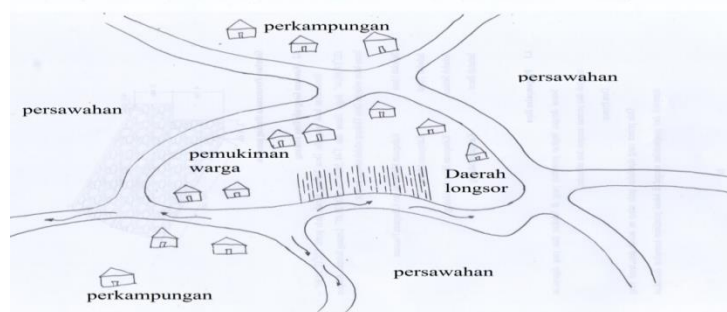 perkampungan
persawahan
persawahan
pemukiman
warga
Daerah
longsor
persawahan
perkampungan